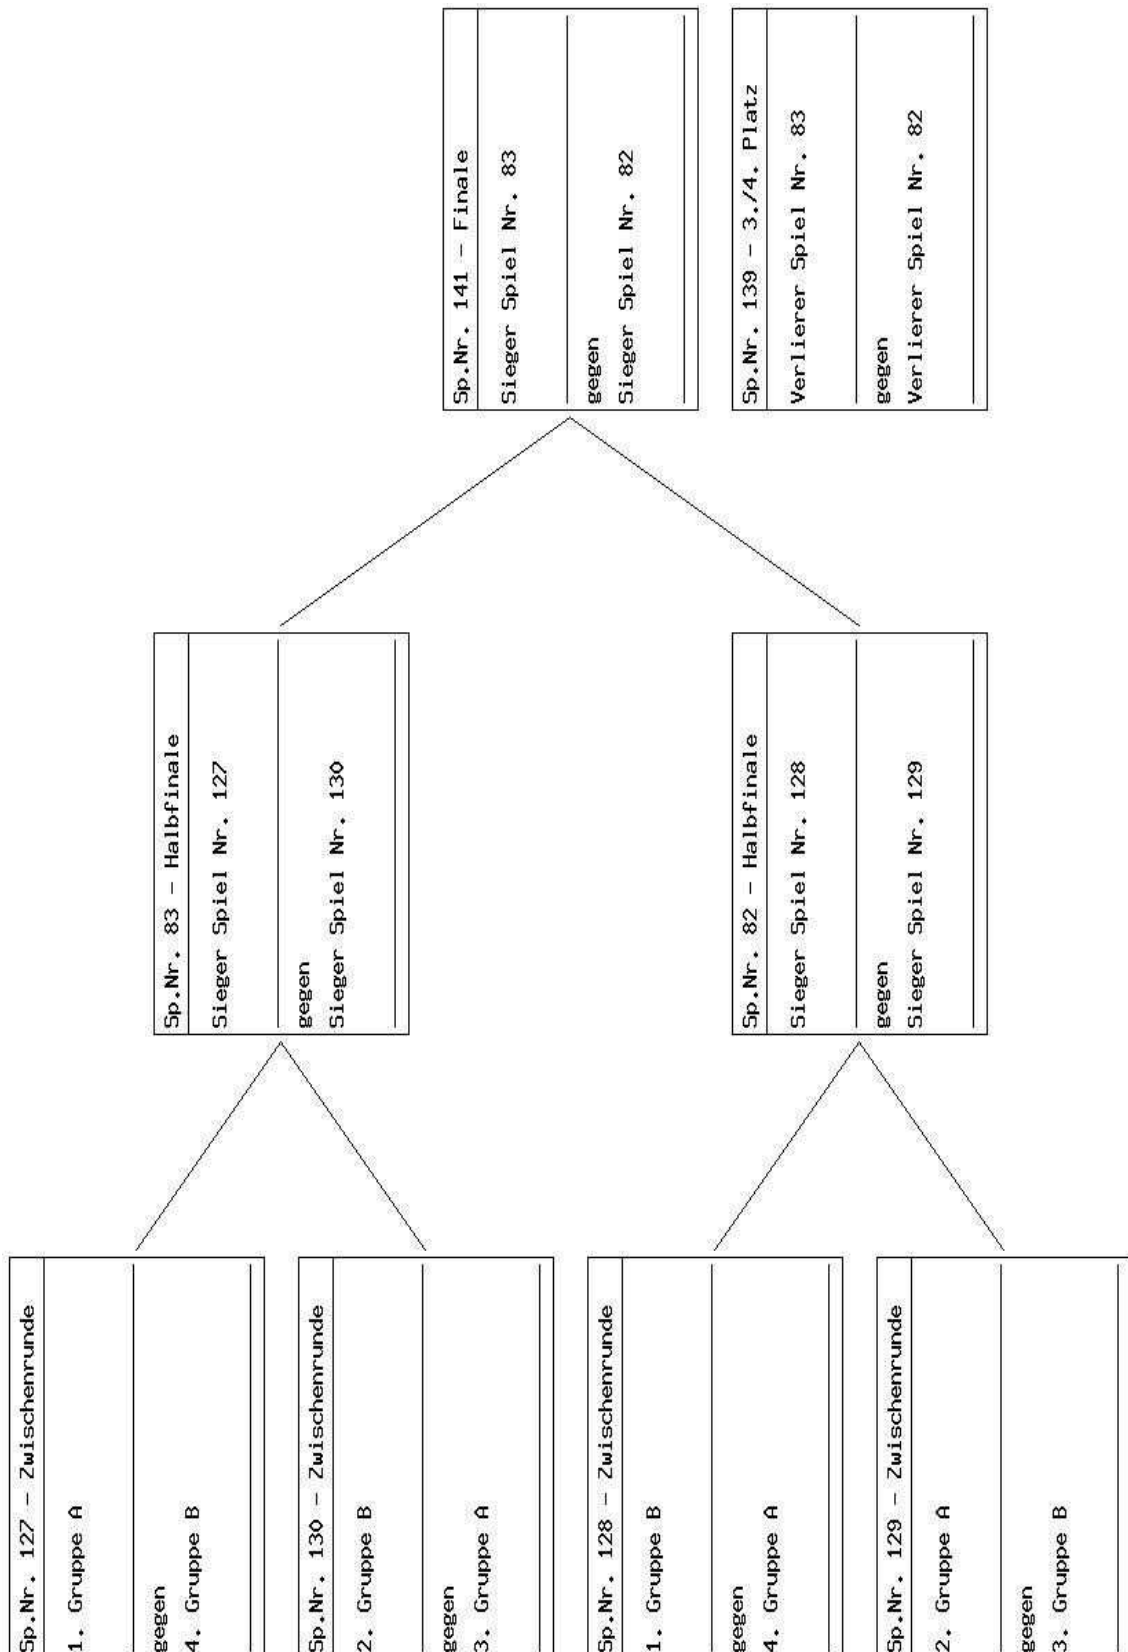 Sp.Nr. 127 - Zwischenrunde
1. Gruppe A
gegen
4. Gruppe B
Sp.Nr. 130 - Zwischenrunde
2. Gruppe B
gegen
3. Gruppe A
Sp.Nr. 128 - Zwischenrunde
1. Gruppe B
gegen
4. Gruppe A
Sp.Nr. 129 - Zwischenrunde
2. Gruppe A
gegen
3. Gruppe B
Sp.Nr. 83 - Halbfinale
Sieger Spiel Nr. 127
gegen
Sieger Spiel Nr. 130
Sp.Nr. 82 - Halbfinale
Sieger Spiel Nr. 128
gegen
Sieger Spiel Nr. 129
Sp.Nr. 141 - Finale
Sieger Spiel Nr. 83
gegen
Sieger Spiel Nr. 82
Sp.Nr. 139 - 3./4. Platz
Verlierer Spiel Nr. 83
gegen
Verlierer Spiel Nr. 82